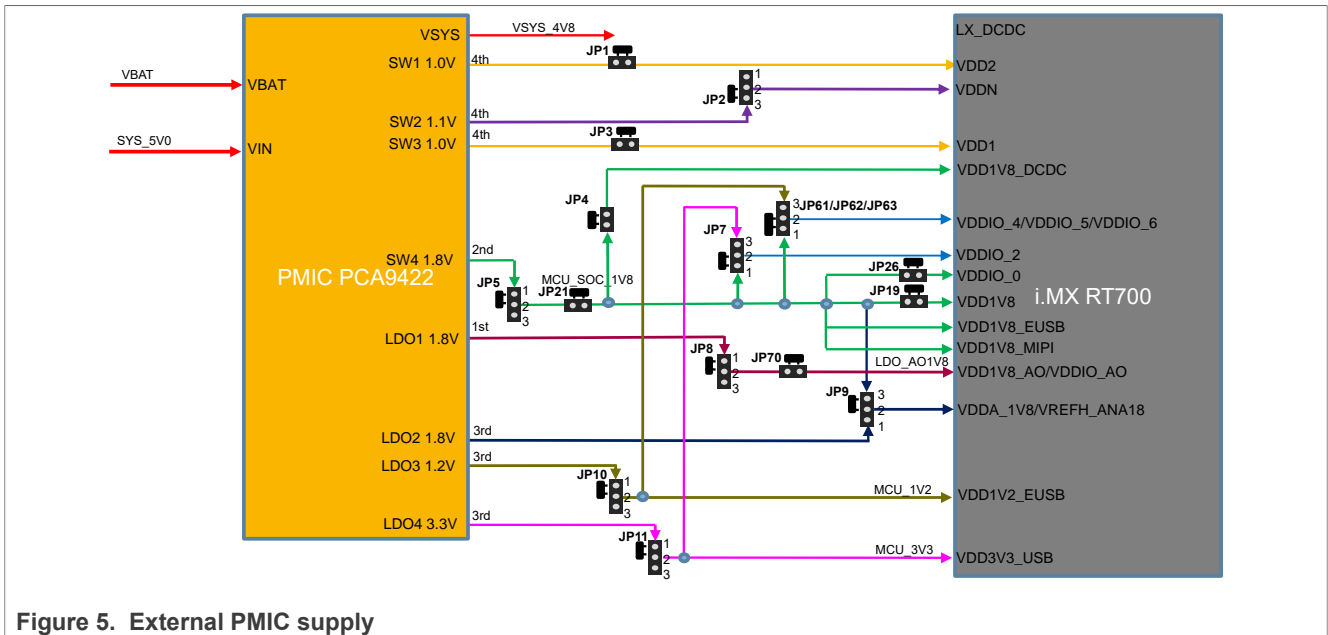 VSYS
VSYS_4V8
LX_DCDC
JP1
SW1 1.0V
4th
VDD2
VBAT
VBAT
1
2
3
JP2
VDDN
SW2 1.1V
4th
SYS_5V0
VIN
SW3 1.0V
4th
JP3
VDD1
VDD1V8_DCDC
JP4
3
2
1
JP61/JP62/JP63
VDDIO_4/VDDIO_5/VDDIO_6
JP7
3
2
1
VDDIO_2
SW4 1.8V
2nd
PMIC PCA9422
JP26
VDDIO_0
JP5
1
2
3
MCU_SOC_1V8
JP21
JP19
VDD1V8
i.MX RT700
VDD1V8_EUSB
LDO1 1.8V
1st
JP8
1
2
3
JP70
VDD1V8_MIPI
LDO_AO1V8
VDD1V8_AO/VDDIO_AO
JP9
3
2
1
VDDA_1V8/VREFH_ANA18
LDO2 1.8V
3rd
LDO3 1.2V
3rd
JP10
1
2
3
MCU_1V2
VDD1V2_EUSB
LDO4 3.3V
3rd
JP11
1
2
3
MCU_3V3
VDD3V3_USB
Figure 5. External PMIC supply